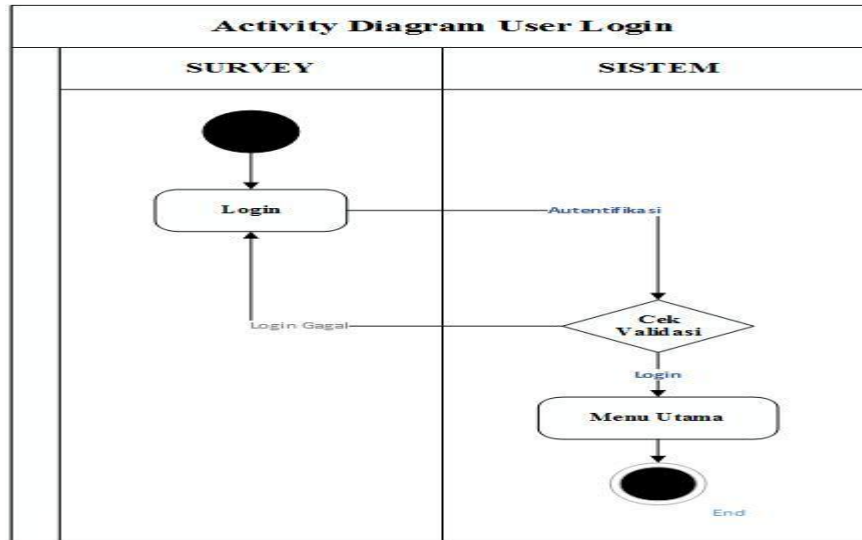 Activity Diagram User Login
SURVEY
SISTEM
Login
Autentifikasi
Login Gagal
Cek
Validasi
Login
Menu Utama
End